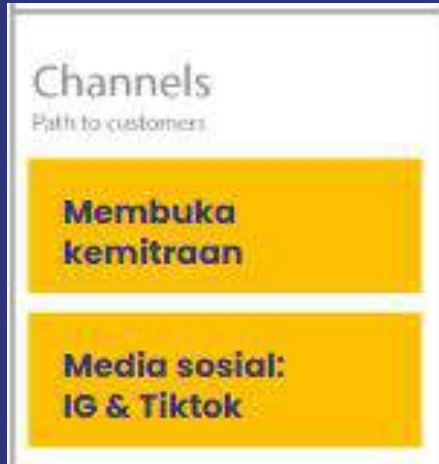 Channels
Path to customers
Membuka
kemitraan
Media sosial:
IG & Tiktok